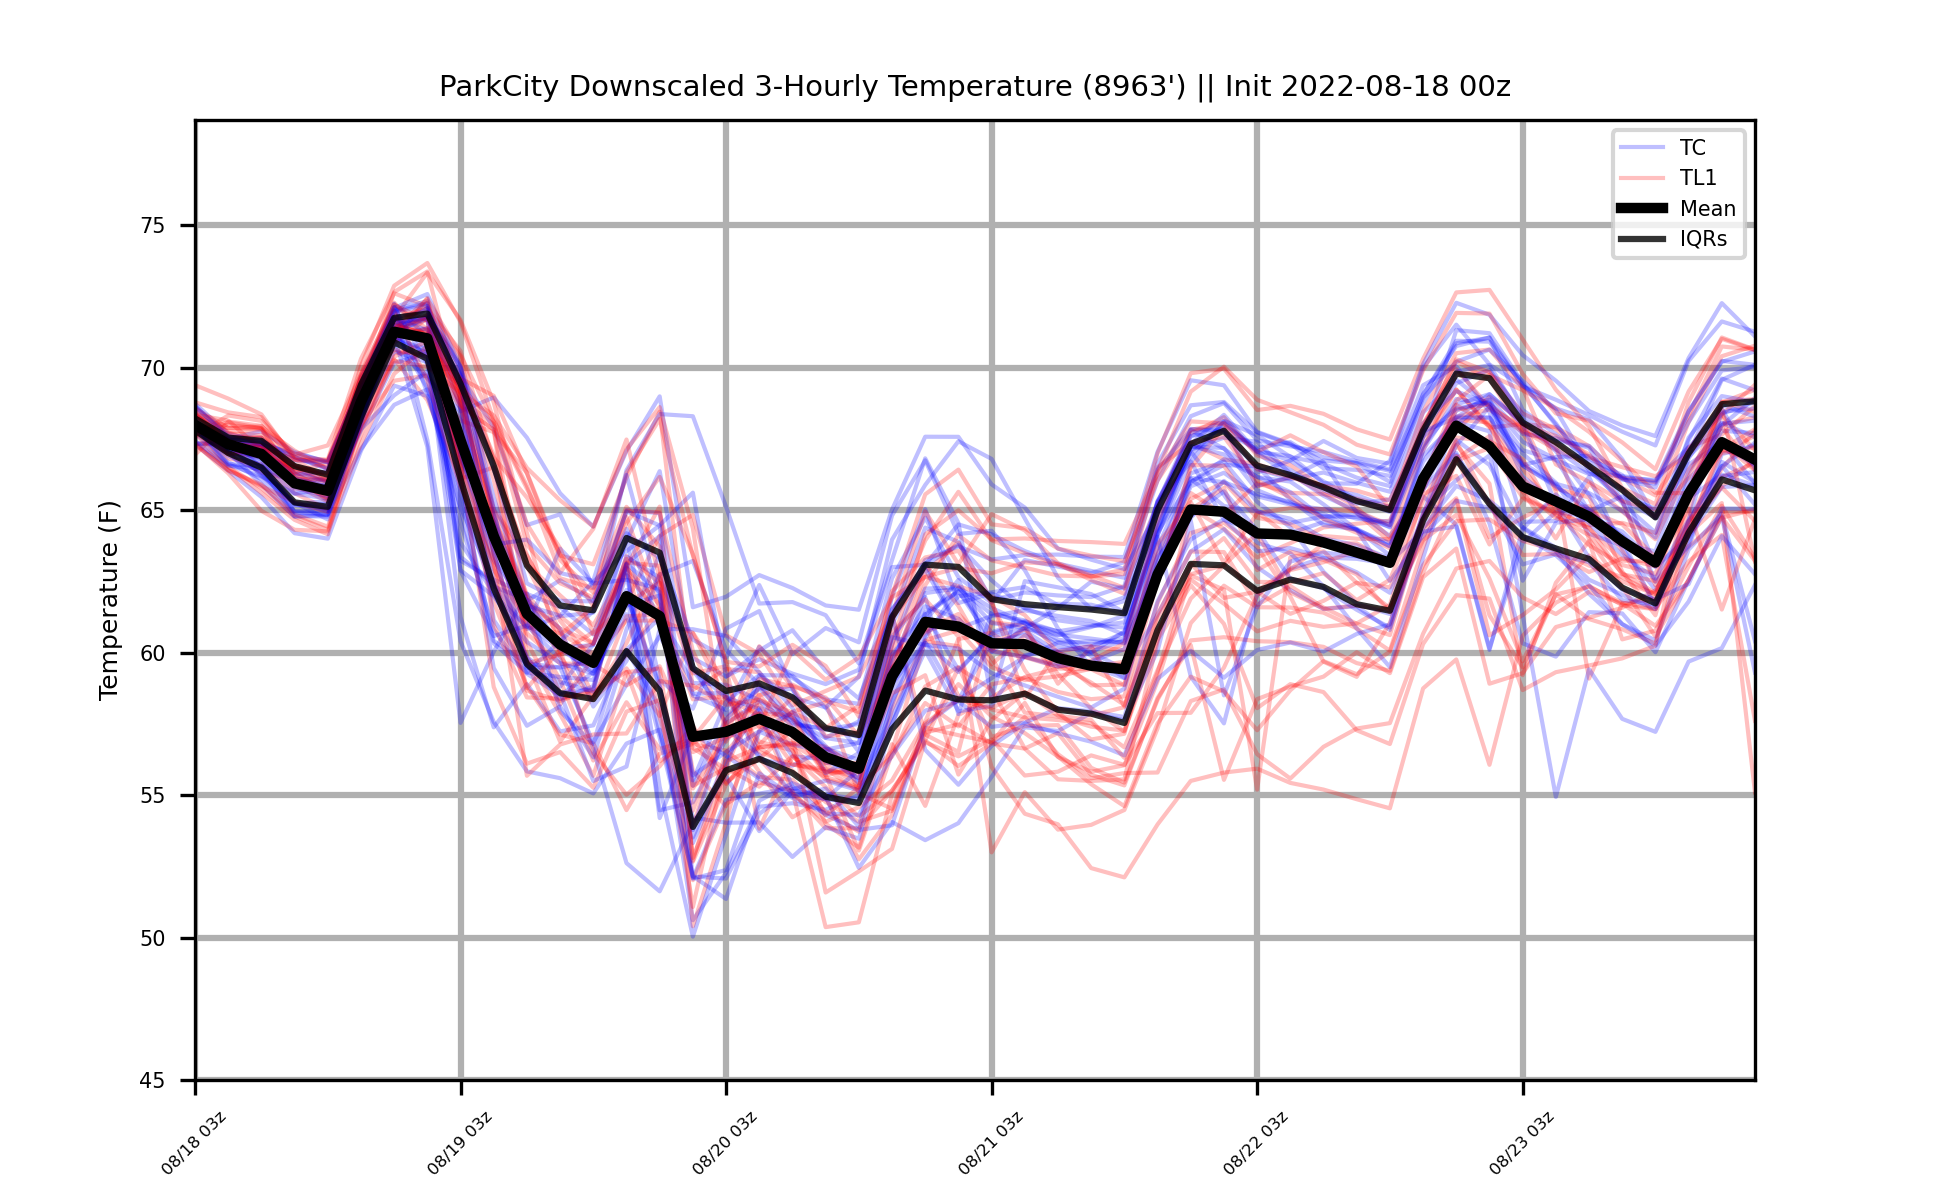 ParkCity Downscaled 3-Hourly Temperature (8963') || Init 2022-08-18 00z
TC
TL1
Mean
IQRs
Temperature (F)
75
70
65
60
55
50
45
08/18 03z
08/19 03z
08/20 03z
08/21 03z
08/22 03z
08/23 03z